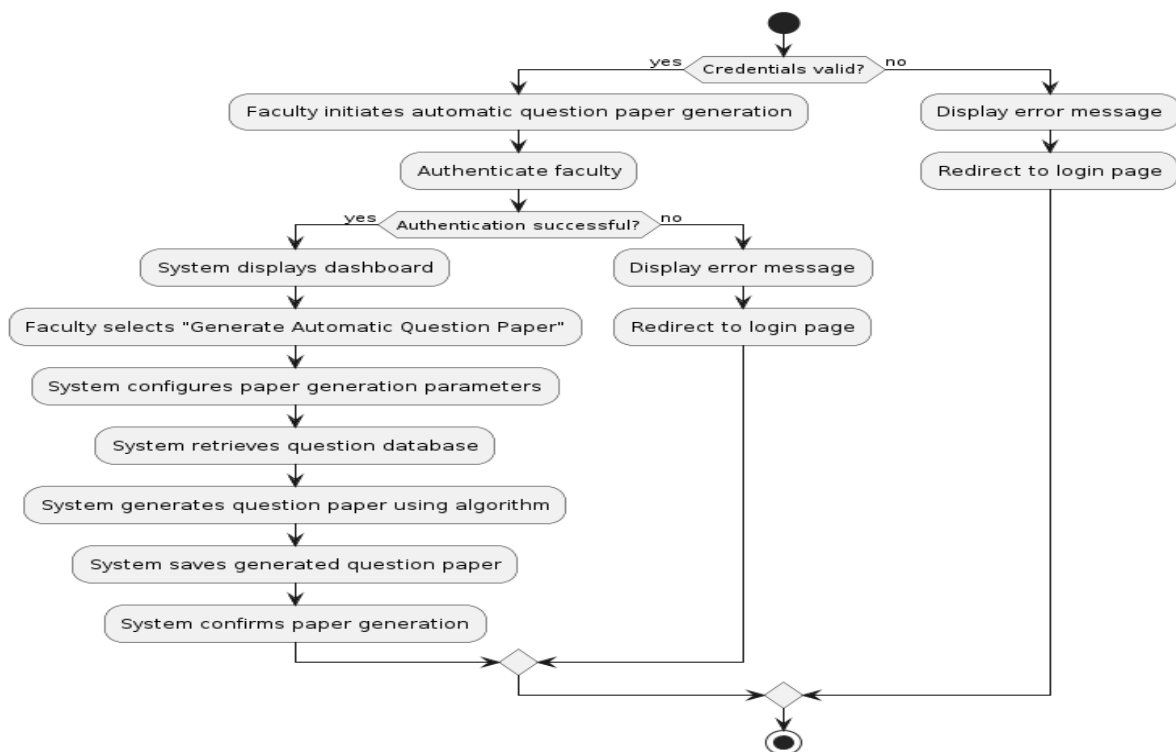 yes
Credentials valid?
no
Faculty initiates automatic question paper generation
Display error message
Authenticate faculty
Redirect to login page
yes
Authentication successful?
no
System displays dashboard
Display error message
Faculty selects "Generate Automatic Question Paper"
Redirect to login page
System configures paper generation parameters
System retrieves question database
System generates question paper using algorithm
System saves generated question paper
System confirms paper generation